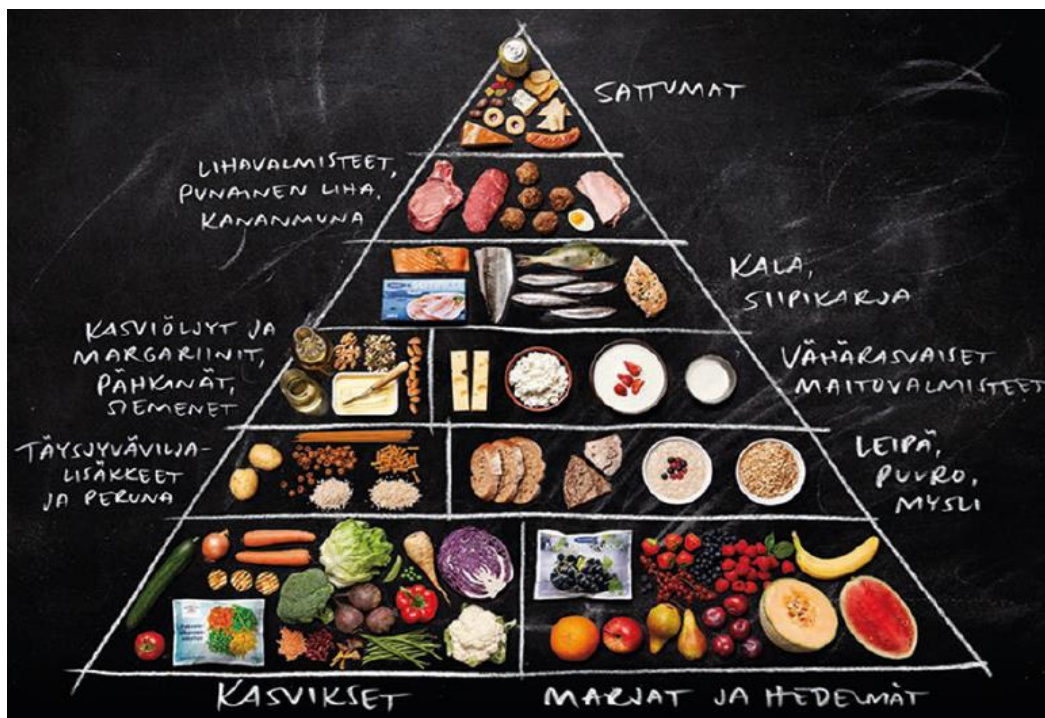 SATTUMAT
LIHAVALMISTEET,
PUNAINEN LIHA,
KANANMUNA
KALA,
SIIPIKARJA
KASVIÖLJYT JA
MARGARIINIT,
PÄHKINÄT,
SIEMENET
VÄHÄRASVAISET
MAITOVALMISTEET
TÄYSJYVÄVILJA-
LISÄKKEET
JA PERUNA
LEIPÄ,
PUURO,
MYSLI
KASVIKSET
MARJAT JA HEDELMÄT